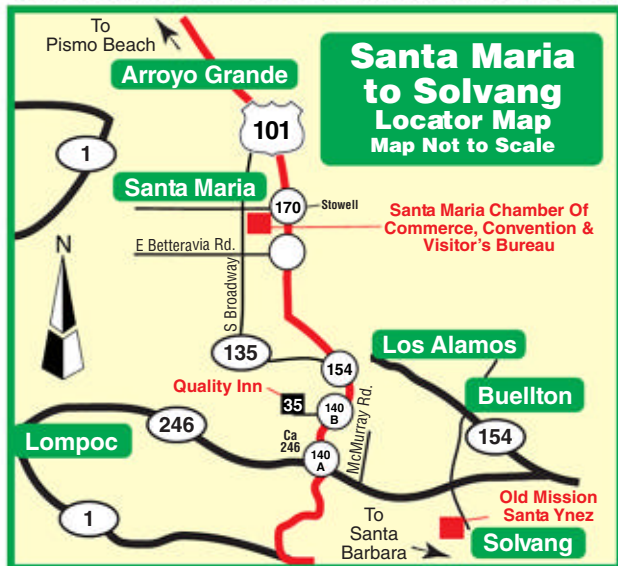 To
Pismo Beach
Arroyo Grande
Santa Maria
to Solvang
Locator Map
Map Not to Scale
101
1
Santa Maria
170
Stowell
Santa Maria Chamber Of
Commerce, Convention &
Visitor's Bureau
N
E Betteravia Rd.
S Broadway
135
Los Alamos
154
Quality Inn
35
140
B
McMurray Rd.
Buellton
154
246
Ca
246
Lompoc
140
A
1
Old Mission
Santa Ynez
To
Santa
Barbara
Solvang